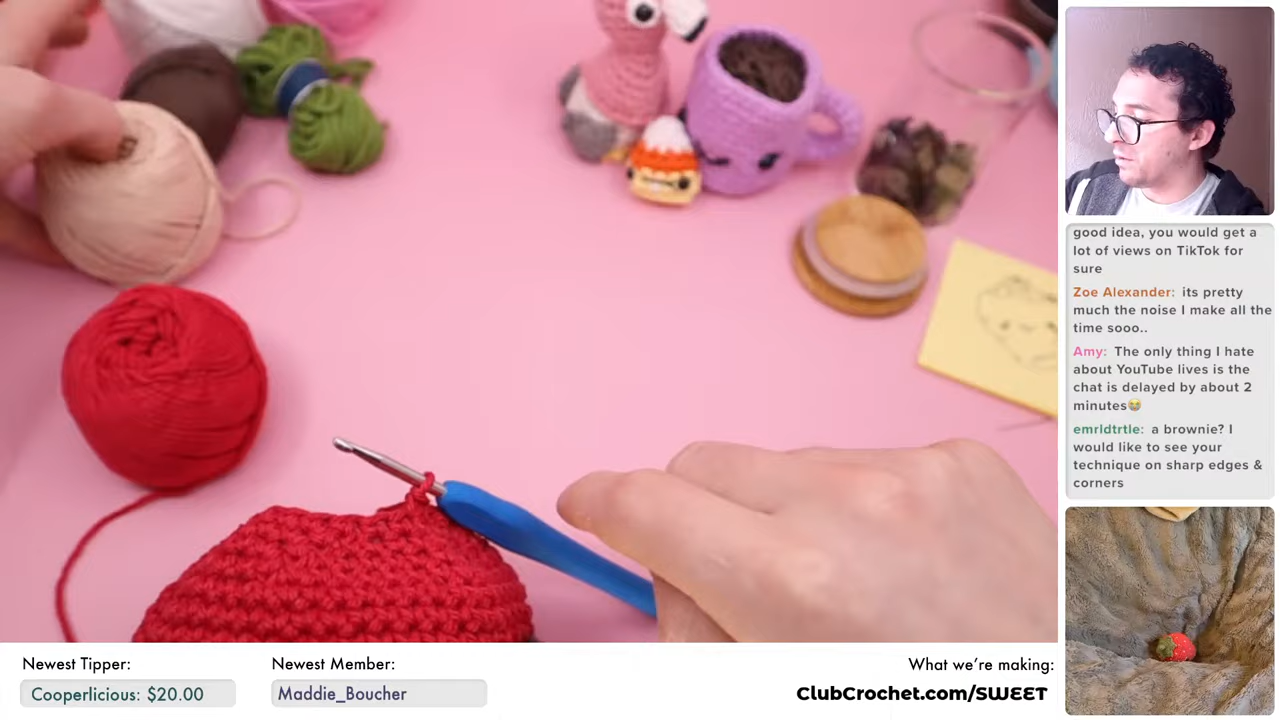 good idea, you would get a
lot of views on TikTok for
sure
Zoe Alexander: its pretty
much the noise I make all the
time sooo..
Amy: The only thing I hate
about YouTube lives is the
chat is delayed by about 2
minutes😭
emrldtrtle: a brownie? I
would like to see your
technique on sharp edges &
corners
Newest Tipper:
Cooperlicious: $20.00
Newest Member:
Maddie_Boucher
What we're making:
ClubCrochet.com/SWEET